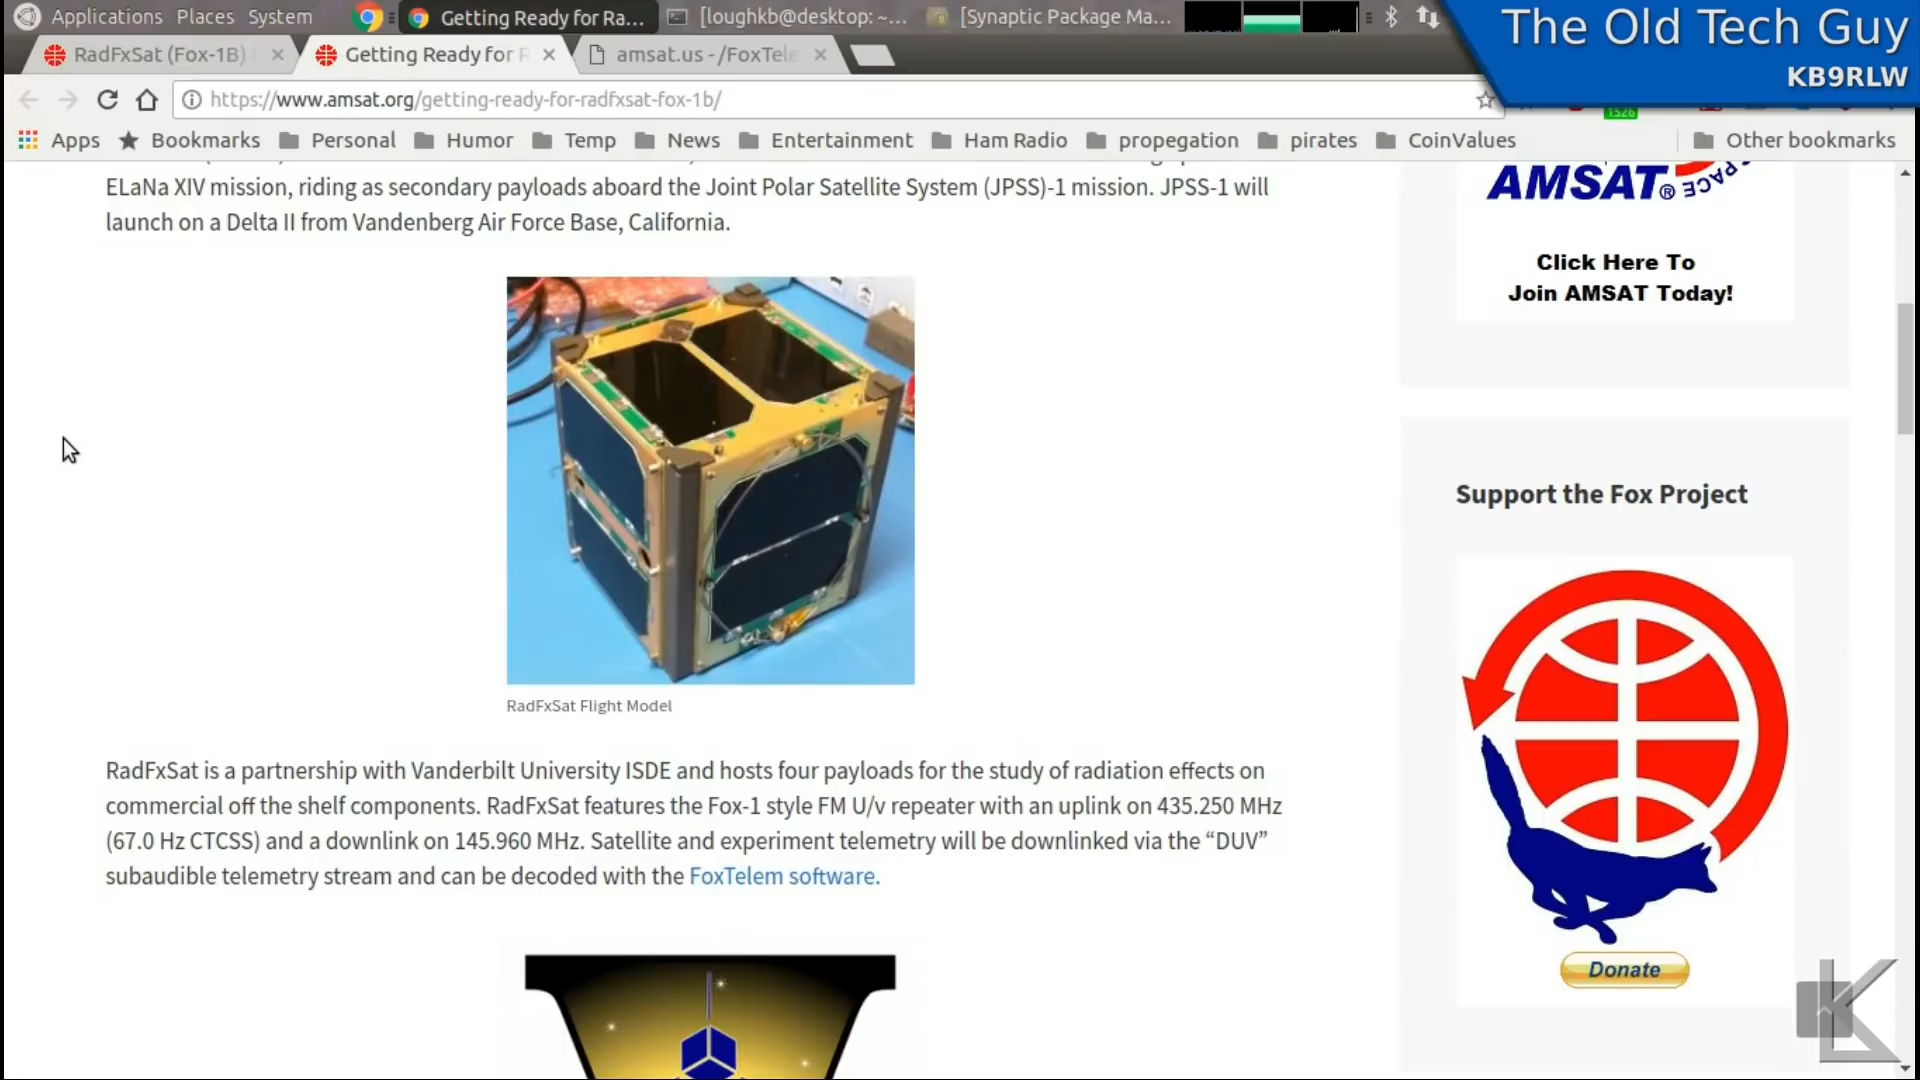 Applications Places System
Getting Ready for Ra...
[loughkb@desktop: ~...
[Synaptic Package Ma...
The Old Tech Guy
KB9RLW
RadFxSat (Fox-1B)
Getting Ready for R
amsat.us - /FoxTele
https://www.amsat.org/getting-ready-for-radfxsat-fox-1b/
1526
Apps Bookmarks Personal Humor Temp News Entertainment Ham Radio propegation pirates CoinValues Other bookmarks
ELaNa XIV mission, riding as secondary payloads aboard the Joint Polar Satellite System (JPSS)-1 mission. JPSS-1 will
launch on a Delta II from Vandenberg Air Force Base, California.
RadFxSat Flight Model
RadFxSat is a partnership with Vanderbilt University ISDE and hosts four payloads for the study of radiation effects on
commercial off the shelf components. RadFxSat features the Fox-1 style FM U/v repeater with an uplink on 435.250 MHz
(67.0 Hz CTCSS) and a downlink on 145.960 MHz. Satellite and experiment telemetry will be downlinked via the “DUV”
subaudible telemetry stream and can be decoded with the FoxTelem software.
AMSAT®
Click Here To
Join AMSAT Today!
Support the Fox Project
Donate